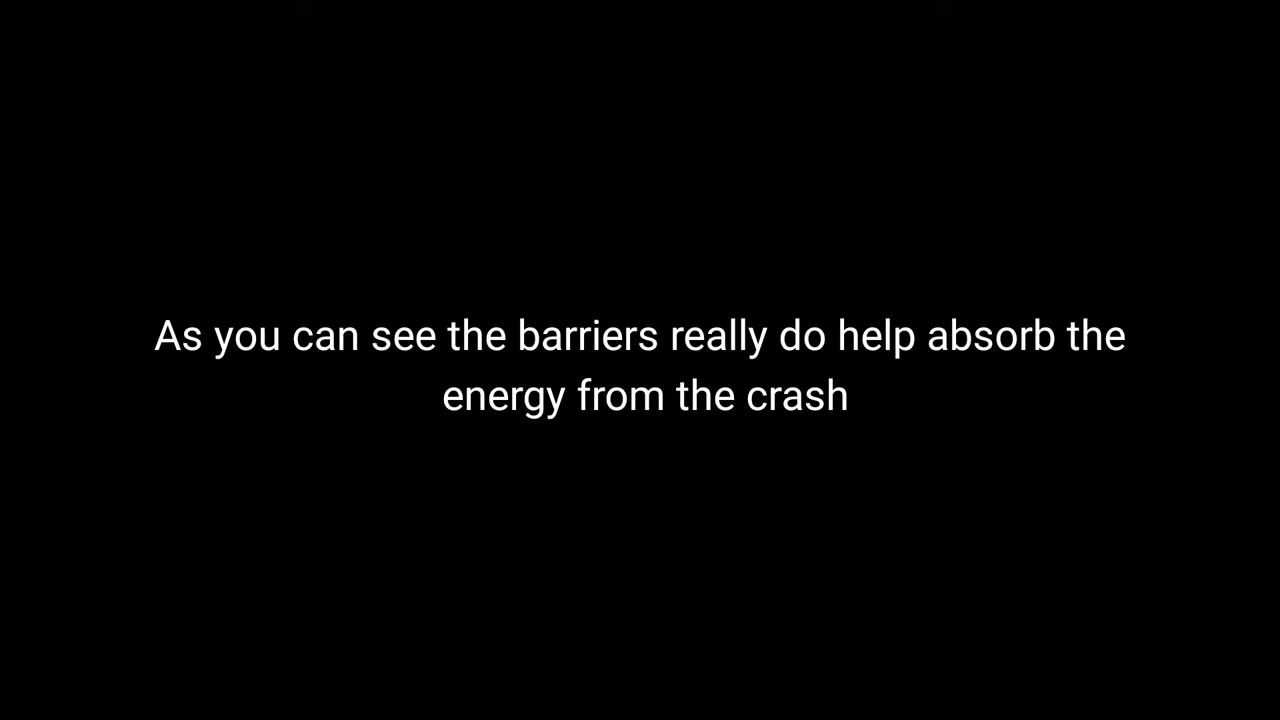 As you can see the barriers really do help absorb the
energy from the crash